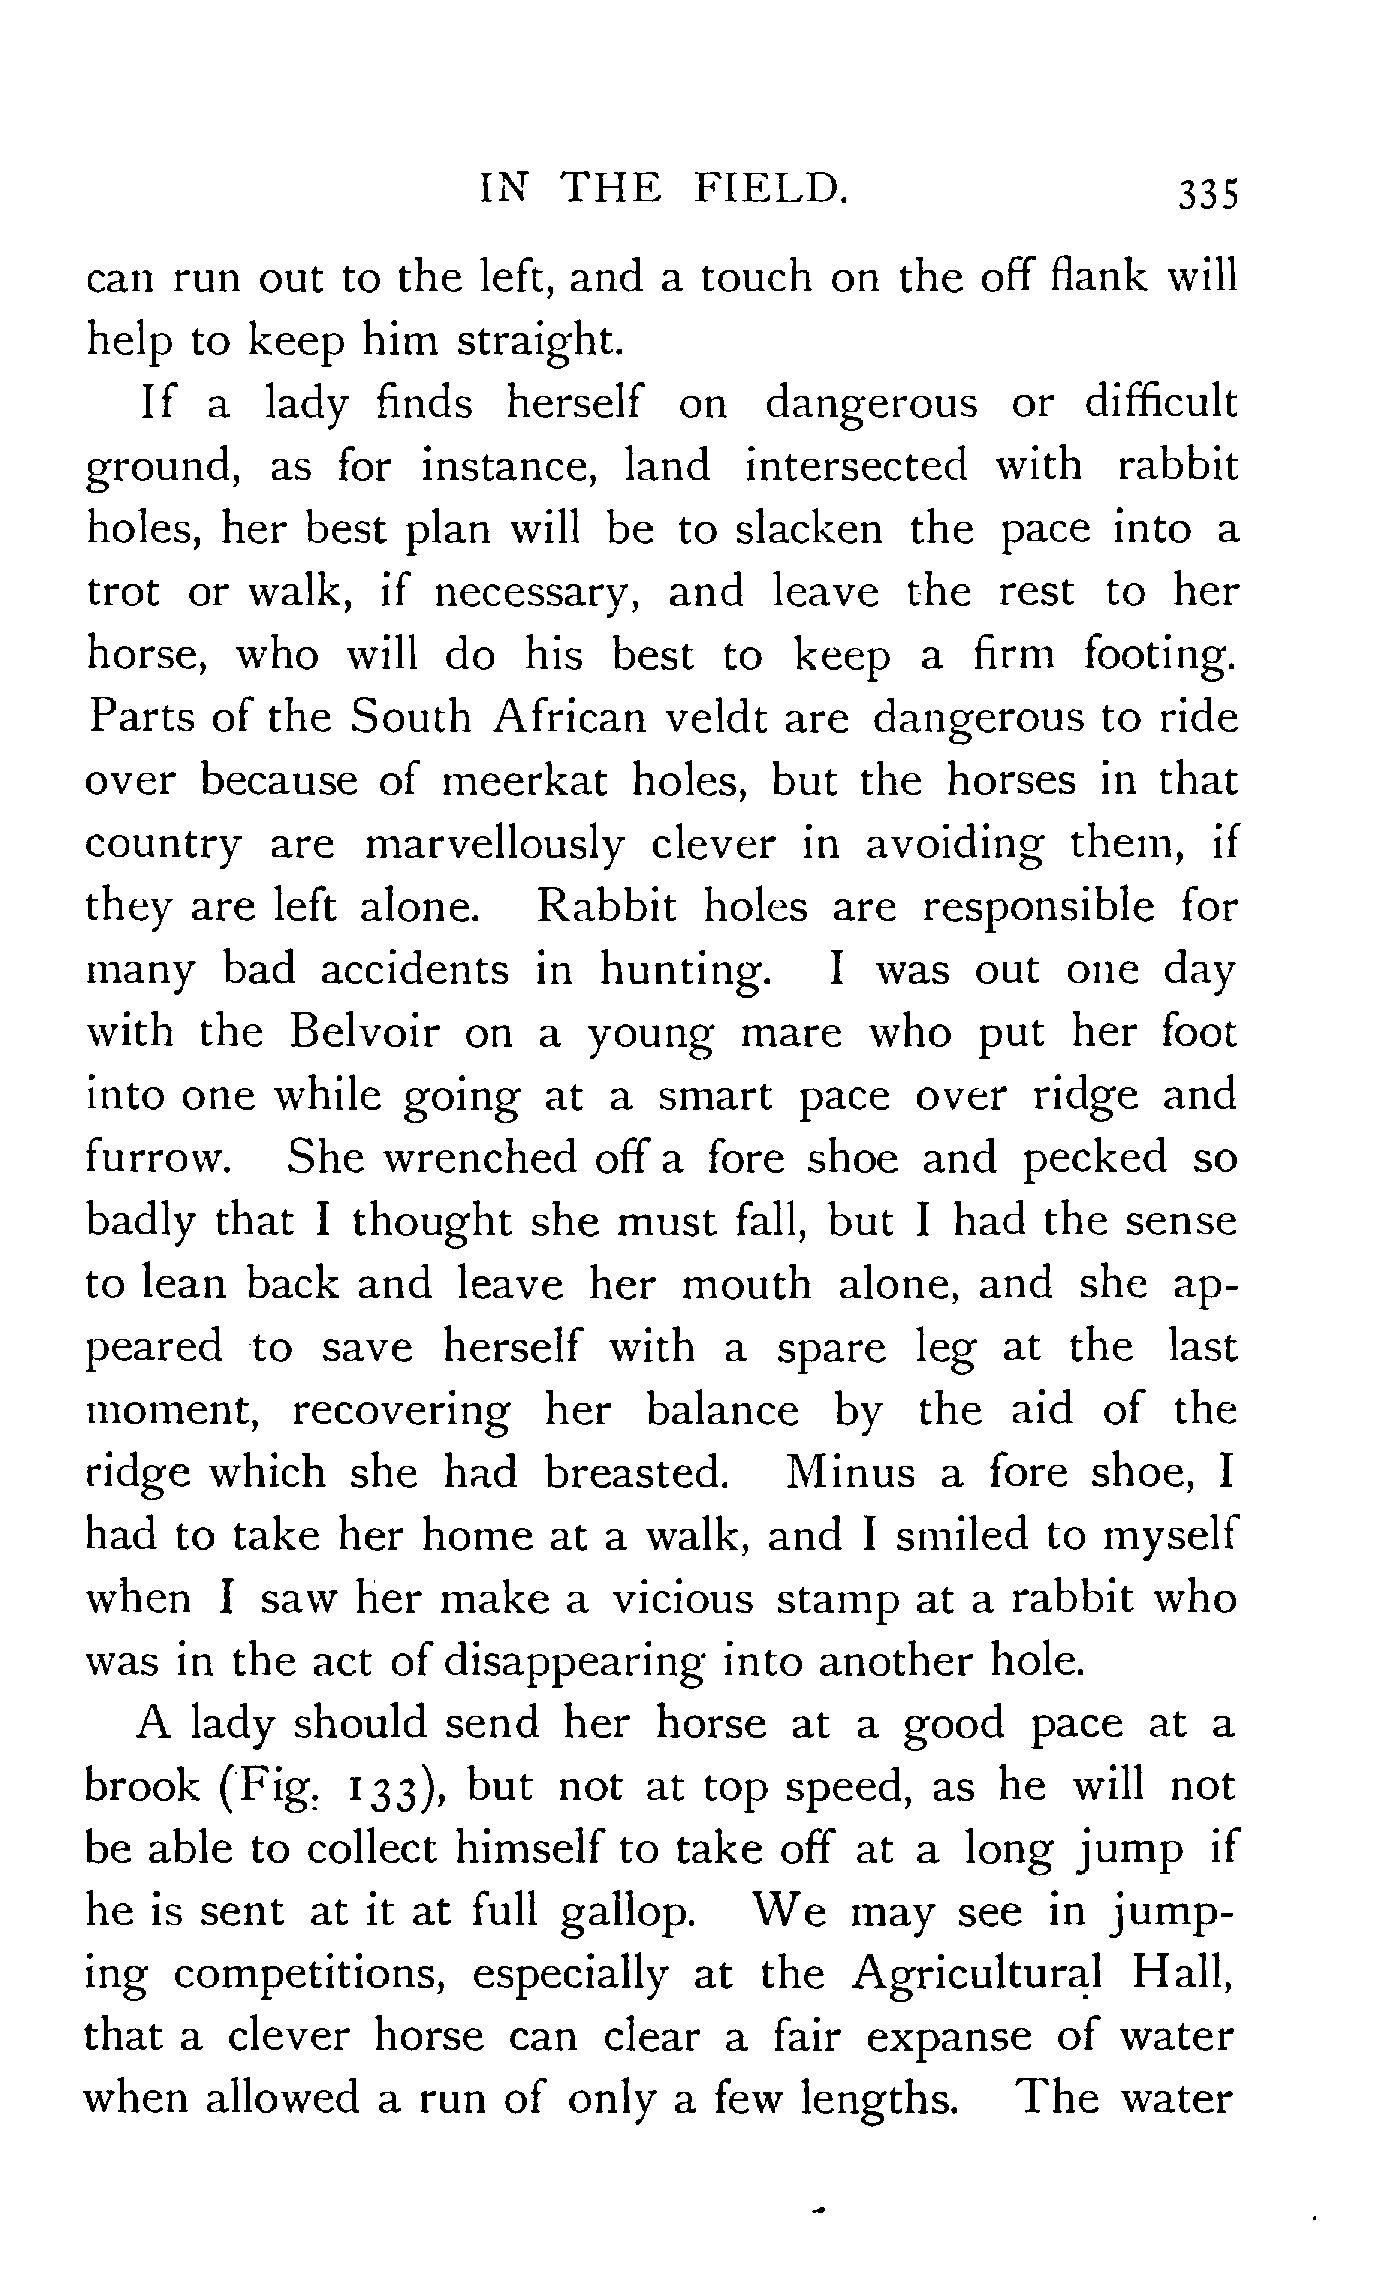 IN THE FIELD. 335
can run out to the left, and a touch on the off flank will
help to keep him straight.
If a lady finds herself on dangerous or difficult
ground, as for instance, land intersected with rabbit
holes, her best plan will be to slacken the pace into a
trot or walk, if necessary, and leave the rest to her
horse, who will do his best to keep a firm footing.
Parts of the South African veldt are dangerous to ride
over because of meerkat holes, but the horses in that
country are marvellously clever in avoiding them, if
they are left alone. Rabbit holes are responsible for
many bad accidents in hunting. I was out one day
with the Belvoir on a young mare who put her foot
into one while going at a smart pace over ridge and
furrow. She wrenched off a fore shoe and pecked so
badly that I thought she must fall, but I had the sense
to lean back and leave her mouth alone, and she ap-
peared to save herself with a spare leg at the last
moment, recovering her balance by the aid of the
ridge which she had breasted. Minus a fore shoe, I
had to take her home at a walk, and I smiled to myself
when I saw her make a vicious stamp at a rabbit who
was in the act of disappearing into another hole.
A lady should send her horse at a good pace at a
brook (Fig. 133), but not at top speed, as he will not
be able to collect himself to take off at a long jump if
he is sent at it at full gallop. We may see in jump-
ing competitions, especially at the Agricultural Hall,
that a clever horse can clear a fair expanse of water
when allowed a run of only a few lengths. The water